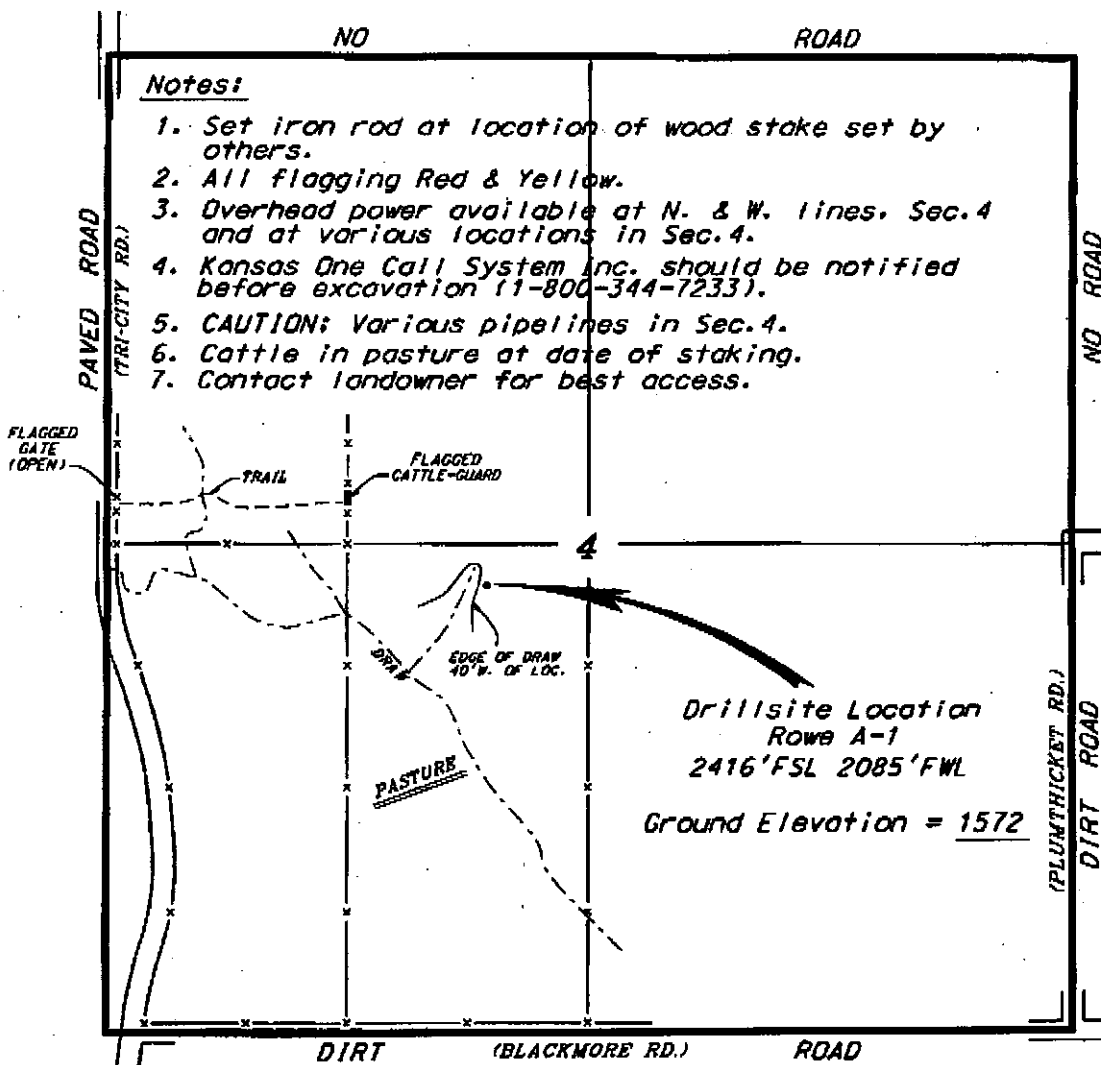 NO ROAD
Notes:
1. Set iron rod at location of wood stake set by
others.
2. All flagging Red & Yellow.
3. Overhead power available at N. & W. lines. Sec.4
and at various locations in Sec.4.
4. Kansas One Call System Inc. should be notified
before excavation (1-800-344-7233).
5. CAUTION: Various pipelines in Sec.4.
6. Cattle in pasture at date of staking.
7. Contact landowner for best access.
PAVED ROAD
(TRI-CITY RD.)
NO ROAD
FLAGGED
GATE
(OPEN)
TRAIL
FLAGGED
CATTLE-GUARD
4
DRAW
EDGE OF DRAW
40'W. OF LOC.
PASTURE
Drillsite Location
Rowe A-1
2416'FSL 2085'FWL
Ground Elevation = 1572
(PLUMTHICKET RD.)
DIRT ROAD
DIRT (BLACKMORE RD.) ROAD